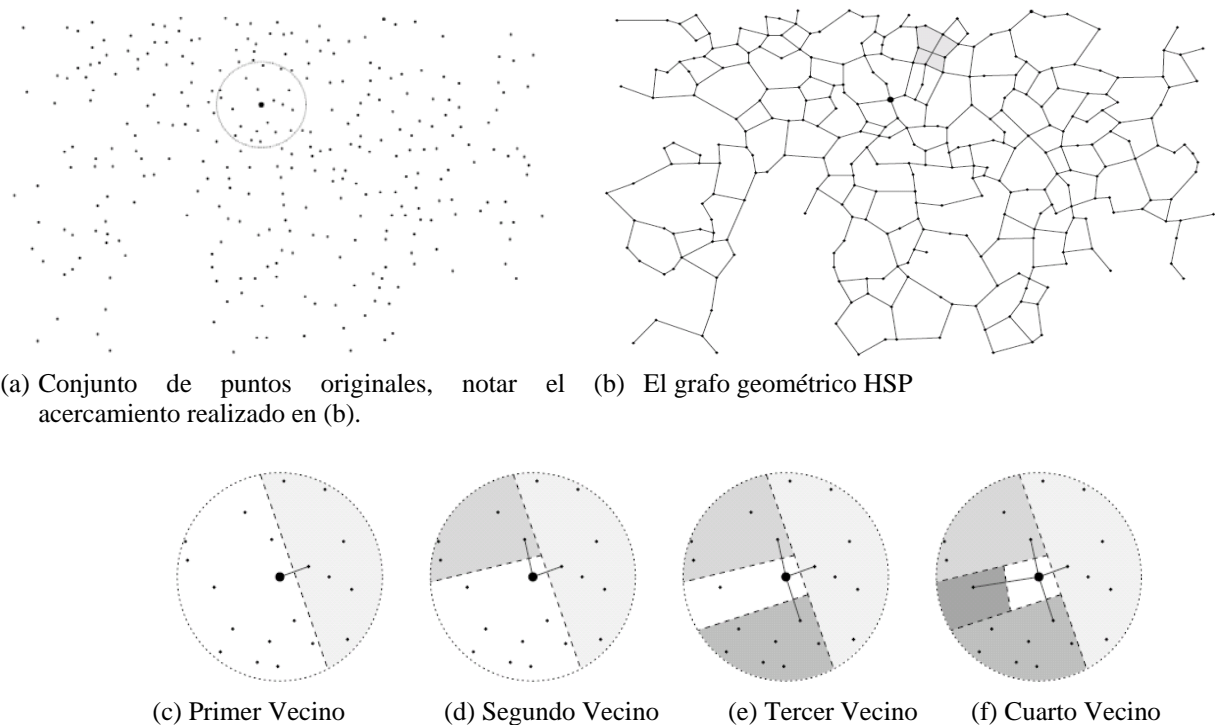 (a) Conjunto de puntos originales, notar el
acercamiento realizado en (b).
(b) El grafo geométrico HSP
(c) Primer Vecino
(d) Segundo Vecino
(e) Tercer Vecino
(f) Cuarto Vecino